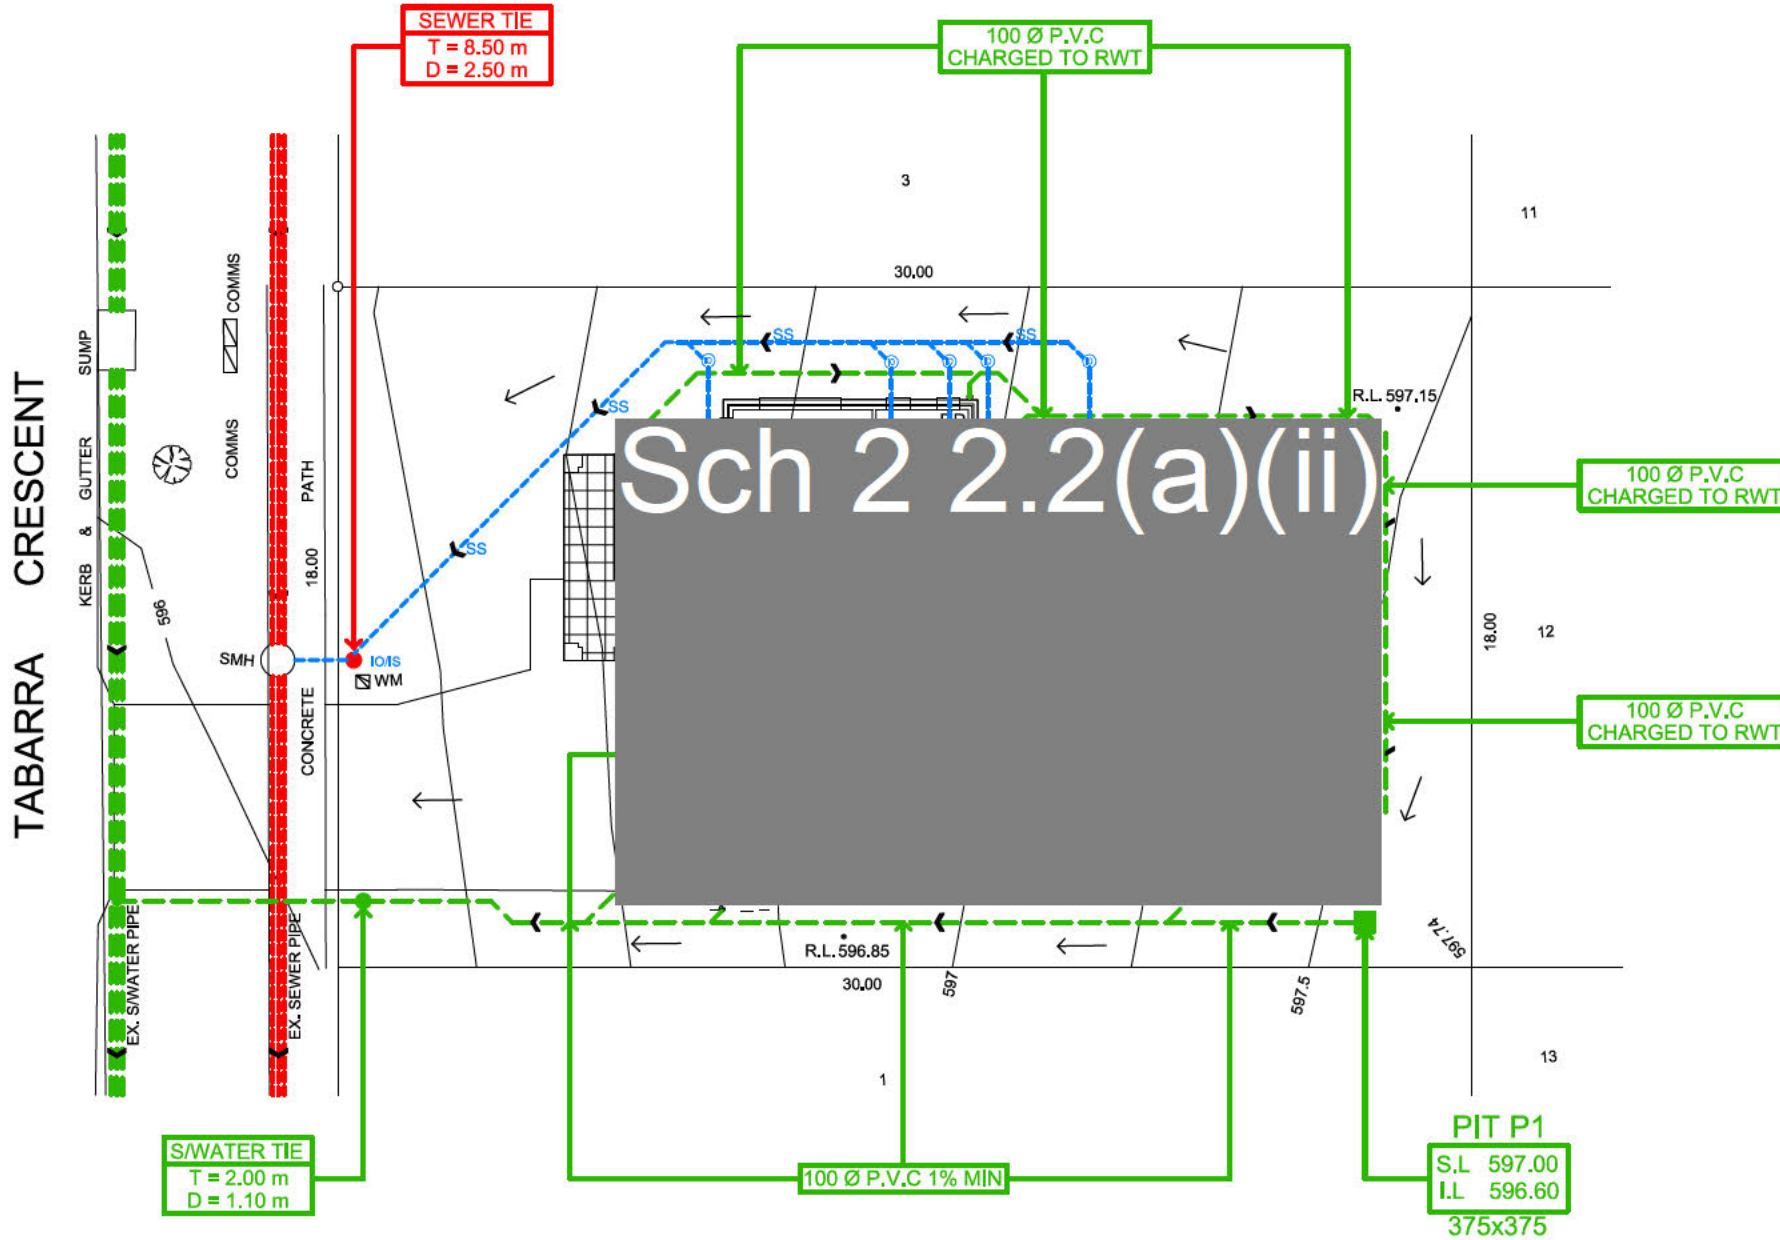 SEWER TIE
T = 8.50 m
D = 2.50 m
100 Ø P.V.C
CHARGED TO RWT
3
11
30.00
SUMP
COMMS
SS
SS
R.L. 597.15
TABARRA CRESCENT
KERB & GUTTER
COMMS
PATH
SS
Sch 2 2.2(a)(ii)
100 Ø P.V.C
CHARGED TO RWT
SS
18.00
596
SMH
IO/IS
WM
18.00
12
CONCRETE
100 Ø P.V.C
CHARGED TO RWT
EX. S/WATER PIPE
EX. SEWER PIPE
R.L. 596.85
30.00
597
597.5
597.74
1
13
S/WATER TIE
T = 2.00 m
D = 1.10 m
100 Ø P.V.C 1% MIN
PIT P1
S.L 597.00
I.L 596.60
375x375